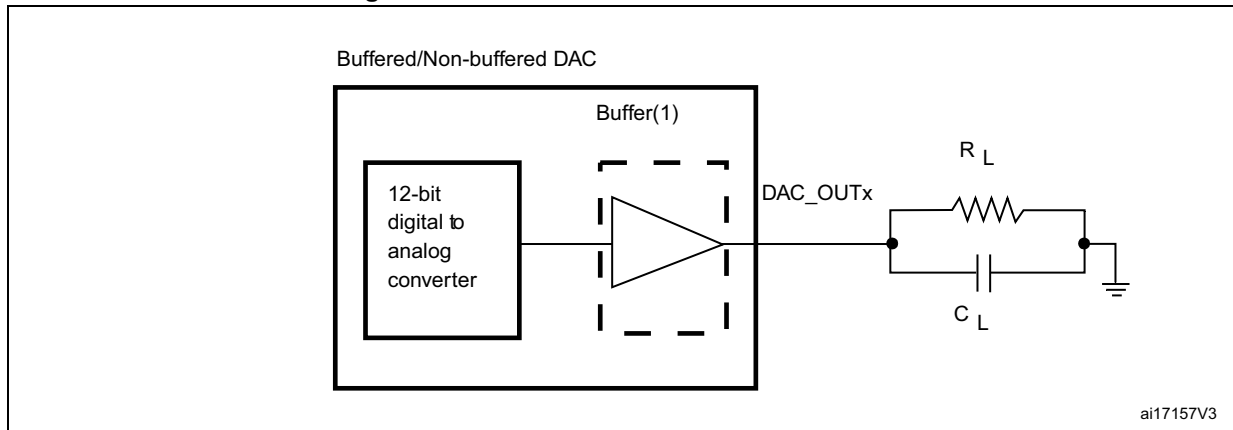 Buffered/Non-buffered DAC
Buffer(1)
12-bit
digital to
analog
converter
DAC_OUTx
R L
C L
ai17157V3